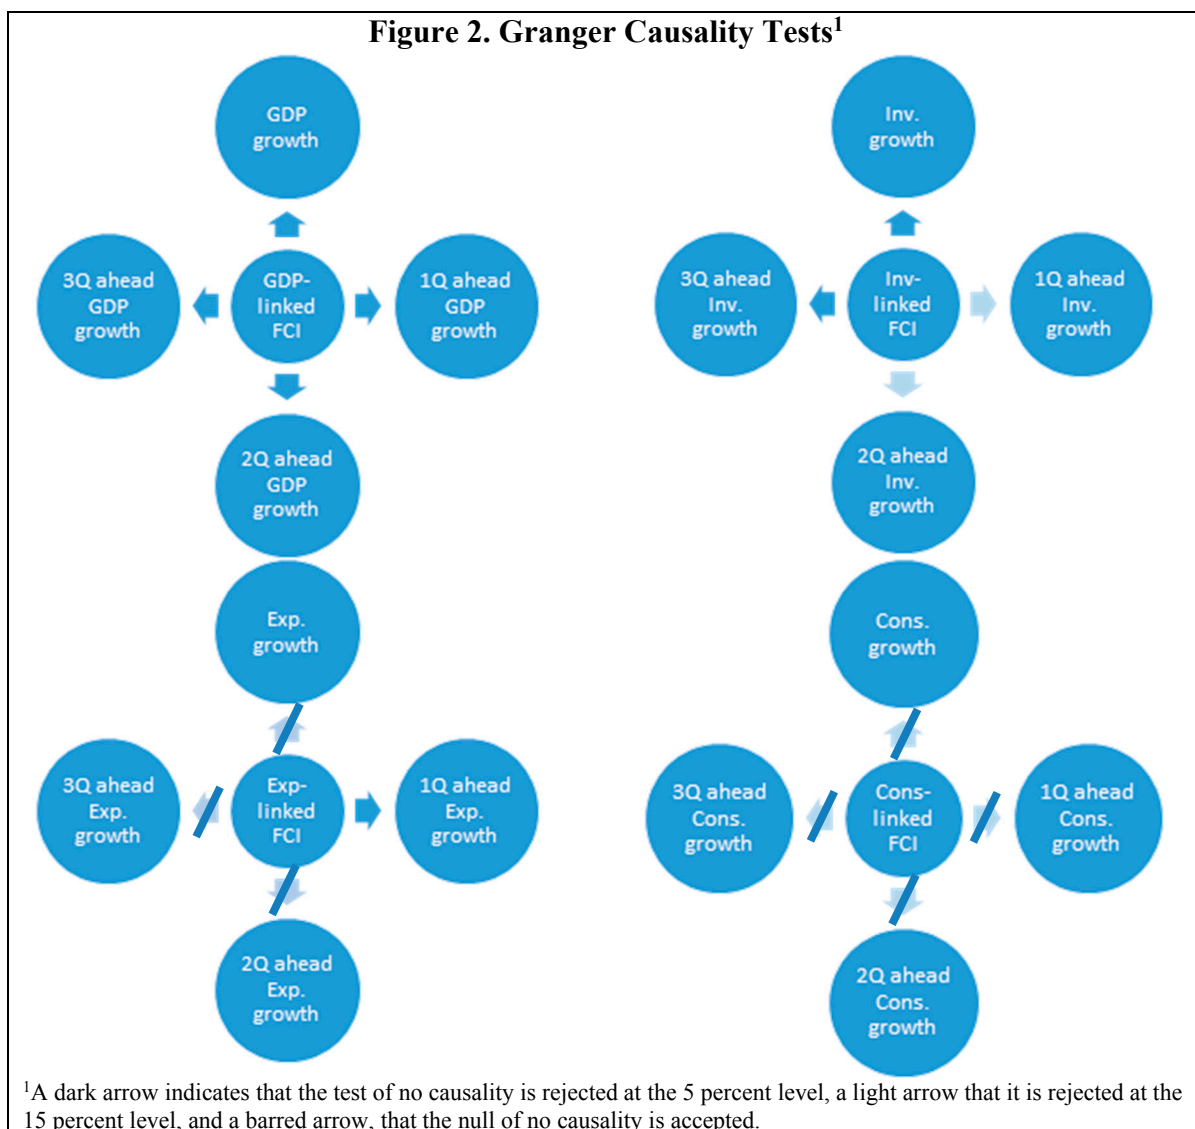 Figure 2. Granger Causality Tests1
GDP
growth
3Q ahead
GDP
growth
GDP-
linked
FCI
1Q ahead
GDP
growth
2Q ahead
GDP
growth
Inv.
growth
3Q ahead
Inv.
growth
Inv-
linked
FCI
1Q ahead
Inv.
growth
2Q ahead
Inv.
growth
Exp.
growth
3Q ahead
Exp.
growth
Exp-
linked
FCI
1Q ahead
Exp.
growth
2Q ahead
Exp.
growth
Cons.
growth
3Q ahead
Cons.
growth
Cons-
linked
FCI
1Q ahead
Cons.
growth
2Q ahead
Cons.
growth
1A dark arrow indicates that the test of no causality is rejected at the 5 percent level, a light arrow that it is rejected at the
15 percent level, and a barred arrow, that the null of no causality is accepted.